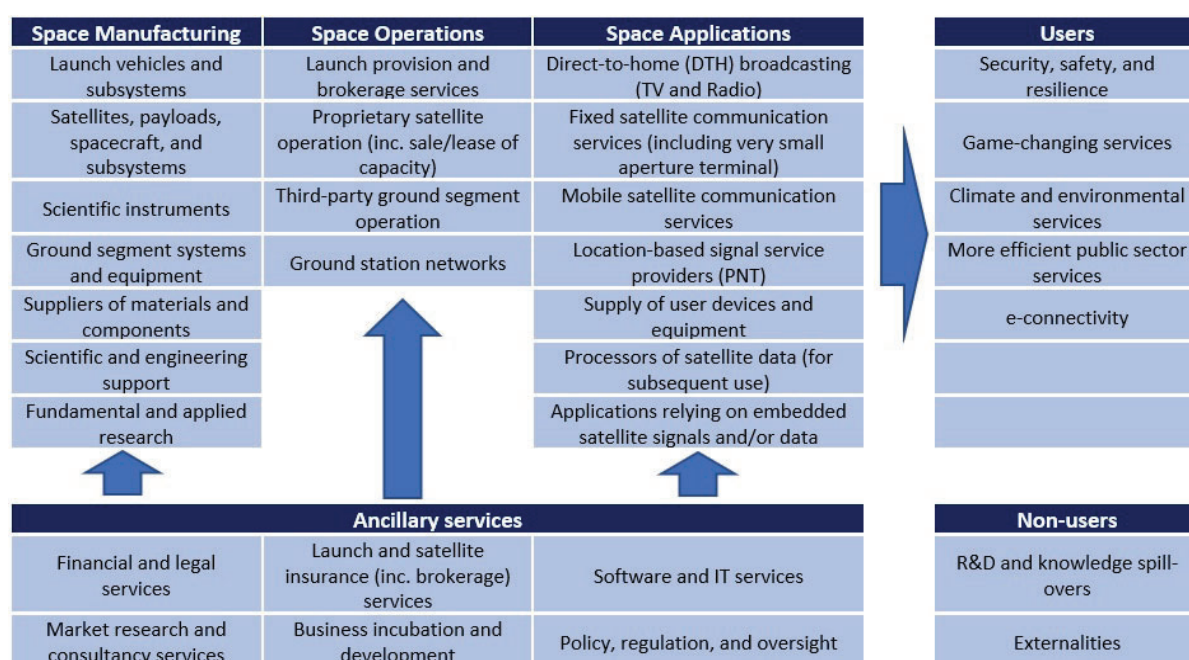 Space Manufacturing
Launch vehicles and
subsystems
Satellites, payloads,
spacecraft, and
subsystems
Scientific instruments
Ground segment systems
and equipment
Suppliers of materials and
components
Scientific and engineering
support
Fundamental and applied
research
Space Operations
Launch provision and
brokerage services
Proprietary satellite
operation (inc. sale/lease of
capacity)
Third-party ground segment
operation
Ground station networks
Space Applications
Direct-to-home (DTH) broadcasting
(TV and Radio)
Fixed satellite communication
services (including very small
aperture terminal)
Mobile satellite communication
services
Location-based signal service
providers (PNT)
Supply of user devices and
equipment
Processors of satellite data (for
subsequent use)
Applications relying on embedded
satellite signals and/or data
Users
Security, safety, and
resilience
Game-changing services
Climate and environmental
services
More efficient public sector
services
e-connectivity
Ancillary services
Financial and legal
services
Launch and satellite
insurance (inc. brokerage)
services
Software and IT services
Market research and
consultancy services
Business incubation and
development
Policy, regulation, and oversight
Non-users
R&D and knowledge spill-
overs
Externalities